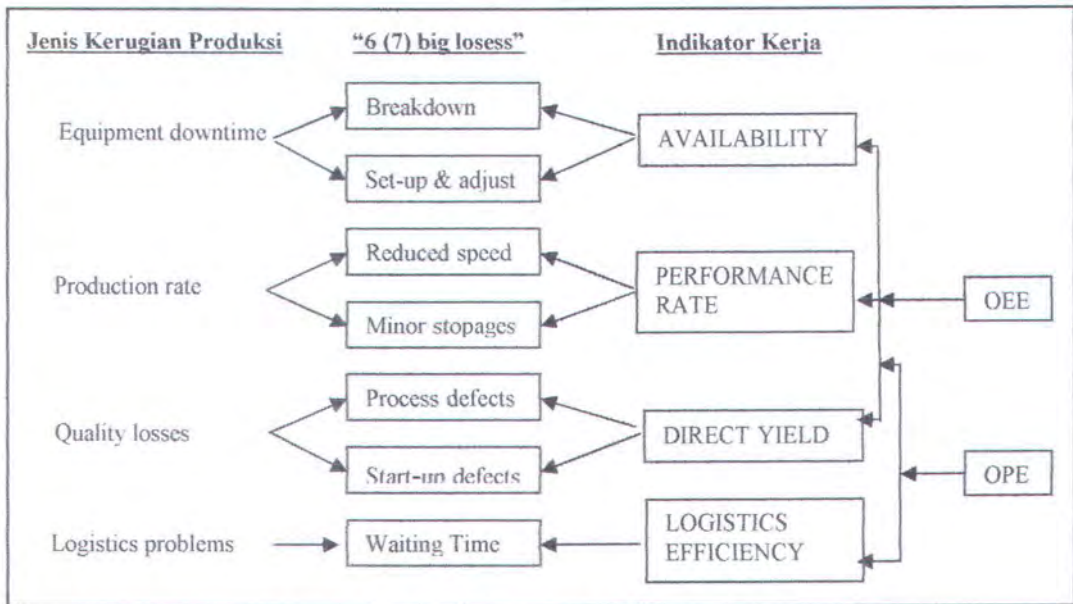 Jenis Kerugian Produksi
"6 (7) big losess"
Indikator Kerja
Equipment downtime
Breakdown
Set-up & adjust
AVAILABILITY
Production rate
Reduced speed
Minor stopages
PERFORMANCE
RATE
OEE
Quality losses
Process defects
Start-up defects
DIRECT YIELD
OPE
Logistics problems
Waiting Time
LOGISTICS
EFFICIENCY